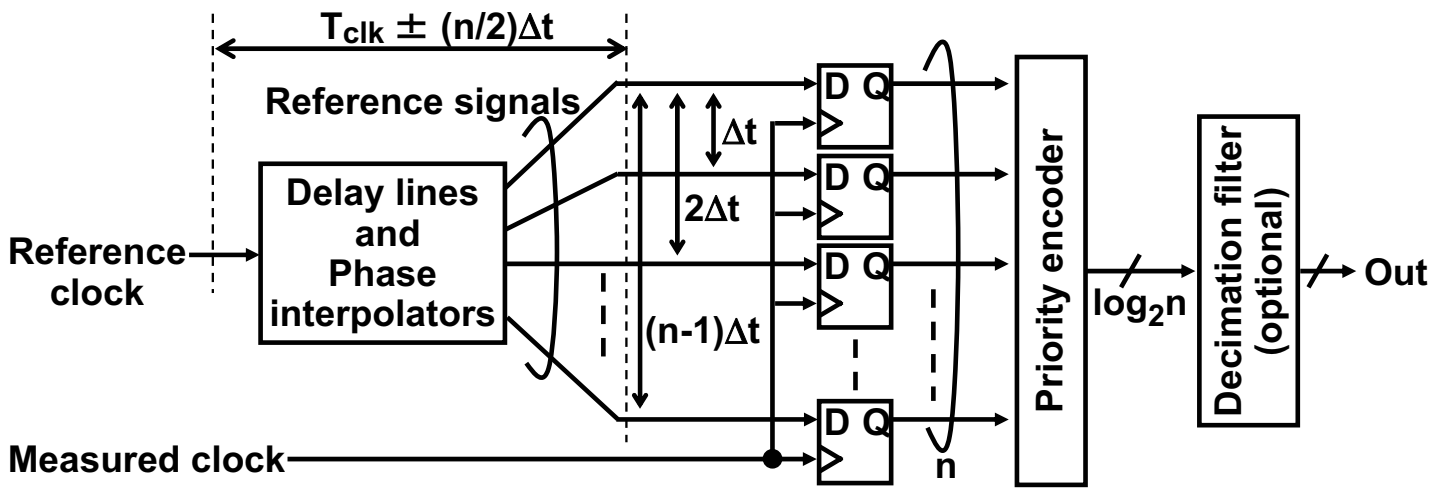 Tclk ± (n/2)Δt
Reference signals
Delay lines
and
Phase
interpolators
Reference
clock
Measured clock
Δt
2Δt
(n-1)Δt
D Q
D Q
D Q
D Q
n
Priority encoder
log2n
Decimation filter
(optional)
Out